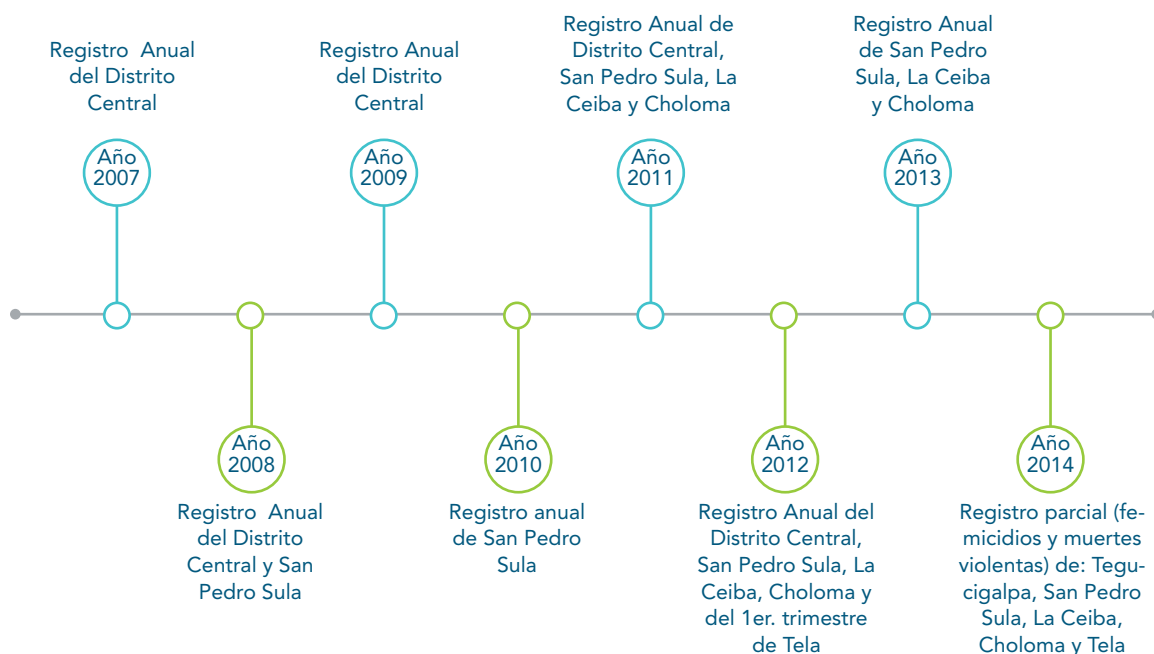 Registro Anual
del Distrito
Central
Año
2007
Año
2008
Registro Anual
del Distrito
Central y San
Pedro Sula
Registro Anual
del Distrito
Central
Año
2009
Año
2010
Registro anual
de San Pedro
Sula
Registro Anual de
Distrito Central,
San Pedro Sula, La
Ceiba y Choloma
Año
2011
Año
2012
Registro Anual del
Distrito Central,
San Pedro Sula, La
Ceiba, Choloma y
del 1er. trimestre
de Tela
Registro Anual
de San Pedro
Sula, La Ceiba
y Choloma
Año
2013
Año
2014
Registro parcial (fe-
micidios y muertes
violentas) de: Tegu-
cigalpa, San Pedro
Sula, La Ceiba,
Choloma y Tela